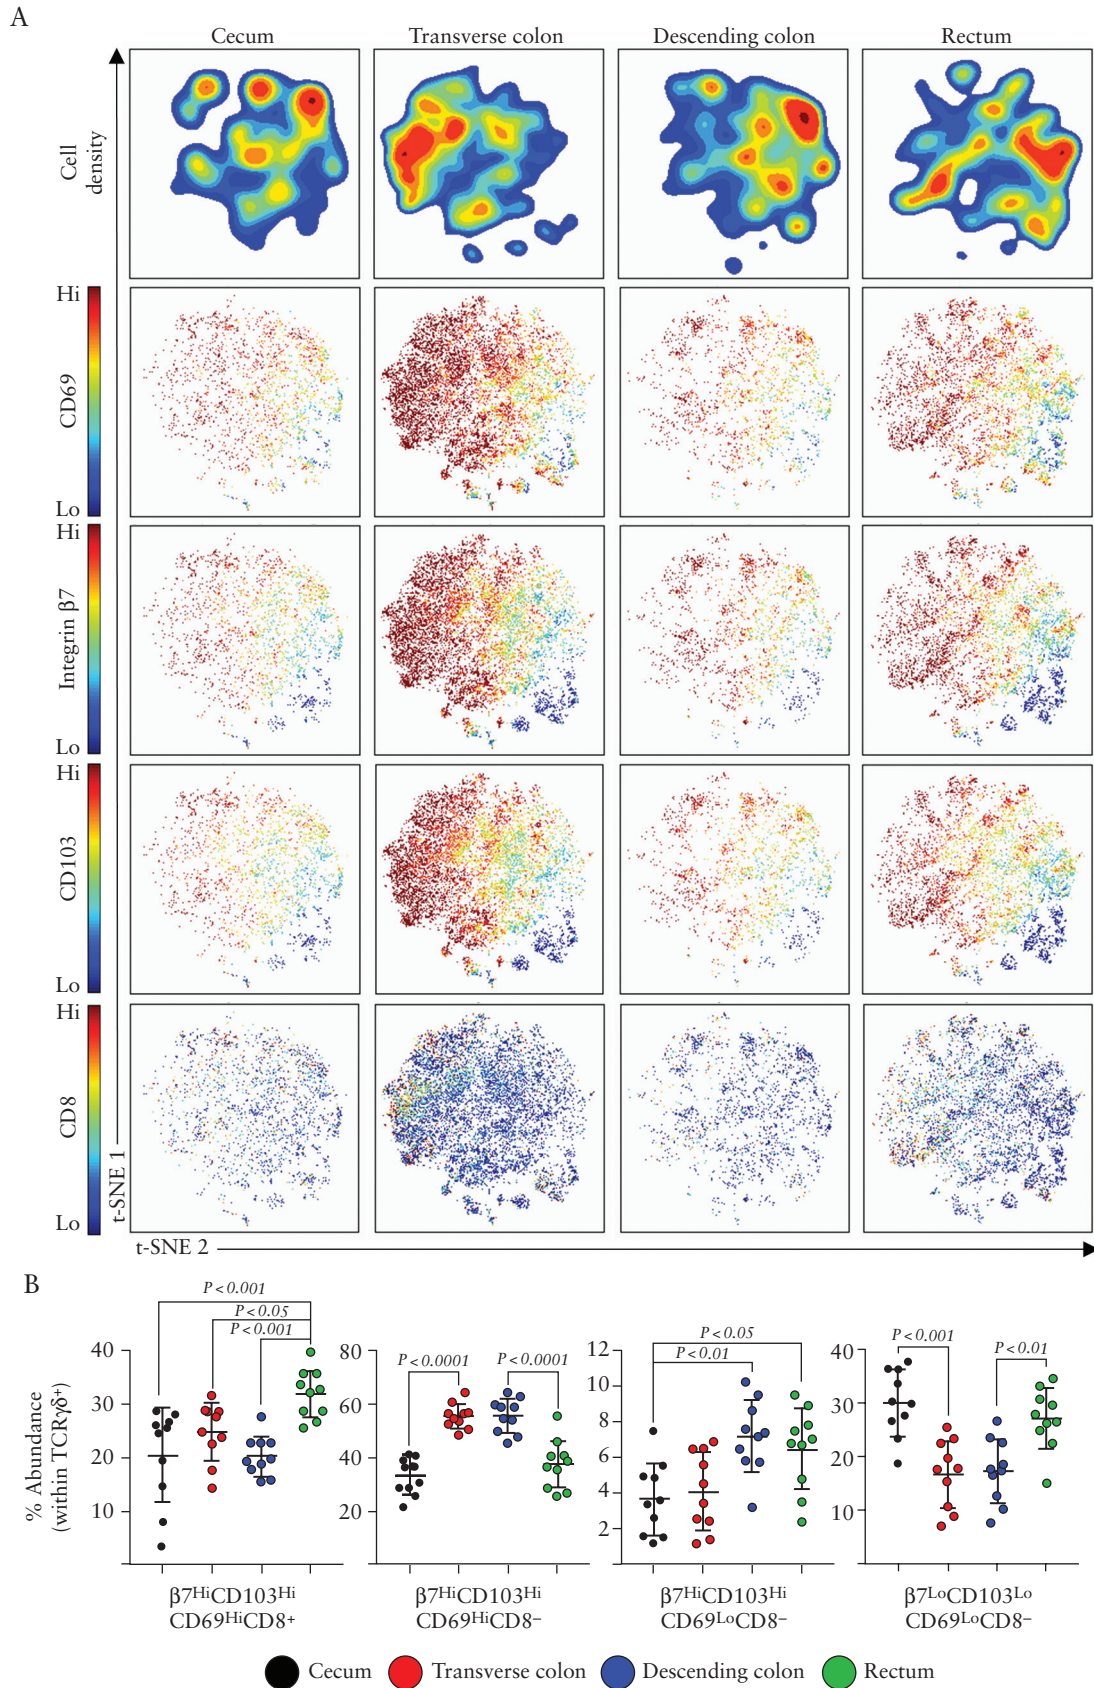 A
Cecum
Transverse colon
Descending colon
Rectum
Cell
density
Hi
CD69
Lo
Hi
Integrin β7
Lo
Hi
CD103
Lo
Hi
CD8
Lo
t-SNE 1
t-SNE 2
B
P < 0.001
P < 0.05
P < 0.001
P < 0.0001
P < 0.0001
P < 0.05
P < 0.01
P < 0.001
P < 0.01
% Abundance
(within TCRγδ⁺)
40
30
20
10
80
60
40
20
12
10
8
6
4
2
40
30
20
10
β7ᴴⁱCD103ᴴⁱ
CD69ᴴⁱCD8⁺
β7ᴴⁱCD103ᴴⁱ
CD69ᴴⁱCD8⁻
β7ᴴⁱCD103ᴴⁱ
CD69ᴸᵒCD8⁻
β7ᴸᵒCD103ᴸᵒ
CD69ᴸᵒCD8⁻
Cecum
Transverse colon
Descending colon
Rectum